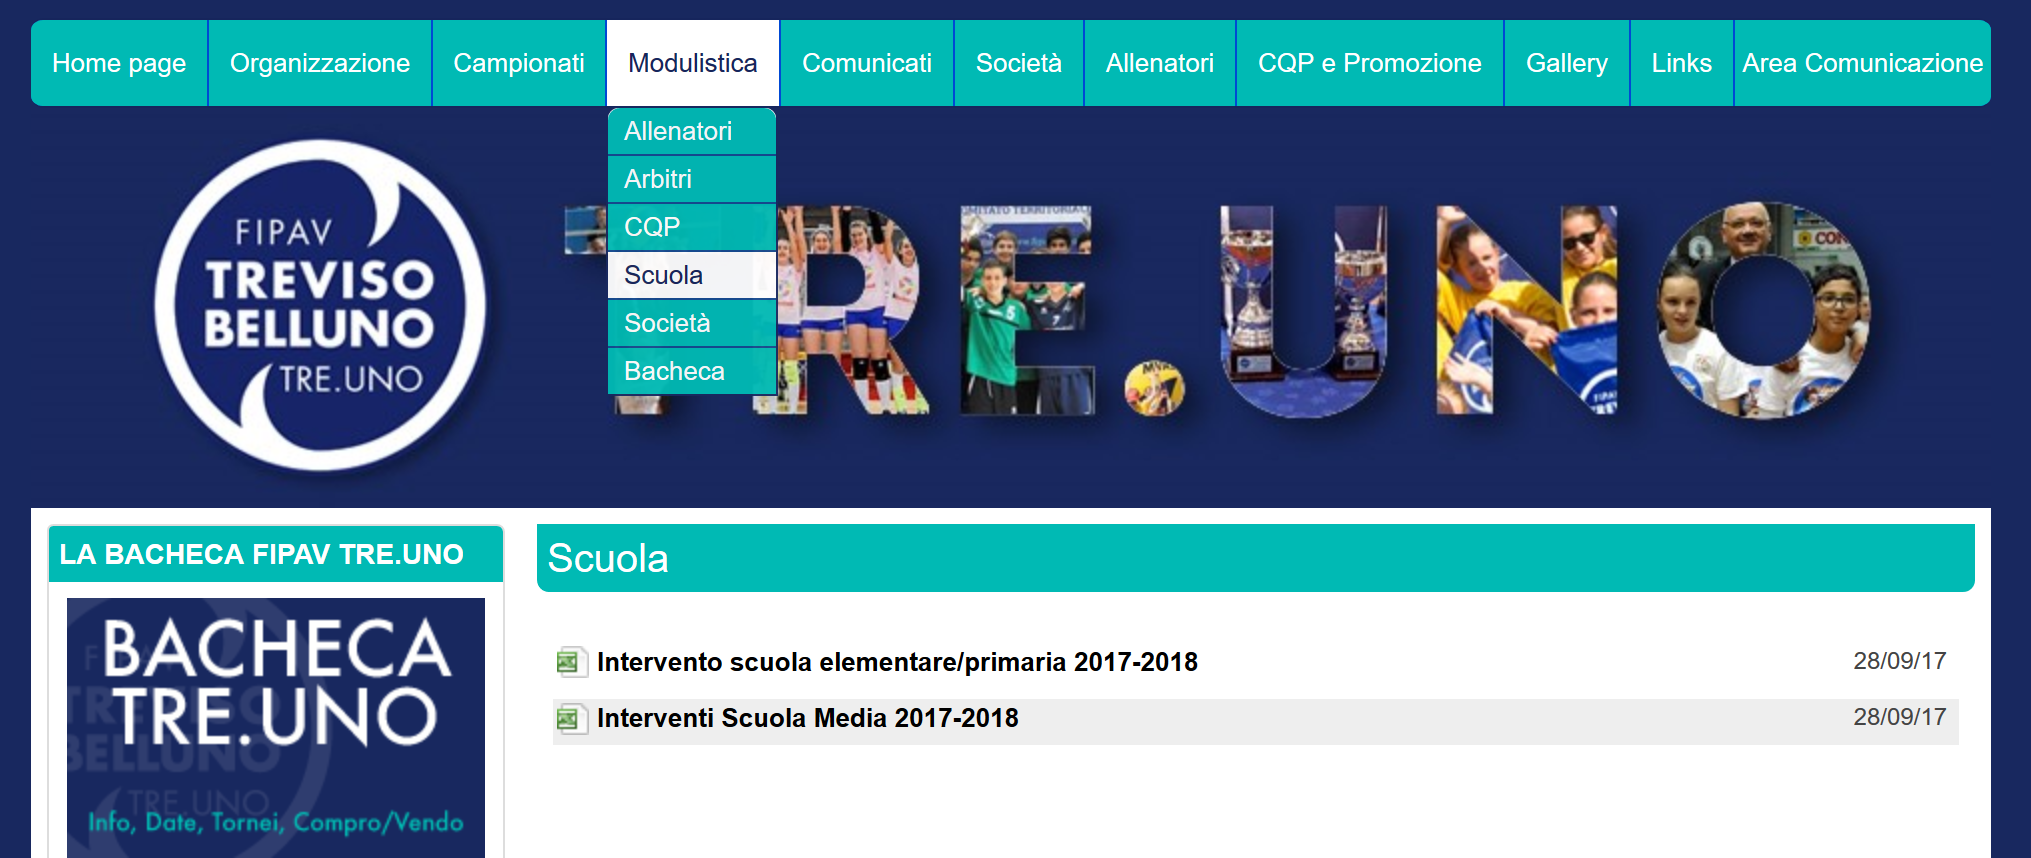 Home page
Organizzazione
Campionati
Modulistica
Comunicati
Società
Allenatori
CQP e Promozione
Gallery
Links
Area Comunicazione
Allenatori
Arbitri
CQP
Scuola
Società
Bacheca
FIPAV
TREVISO
BELLUNO
TRE.UNO
TRE.UNO
LA BACHECA FIPAV TRE.UNO
BACHECA
TRE.UNO
Info, Date, Tornei, Compro/Vendo
Scuola
Intervento scuola elementare/primaria 2017-2018 28/09/17
Interventi Scuola Media 2017-2018 28/09/17